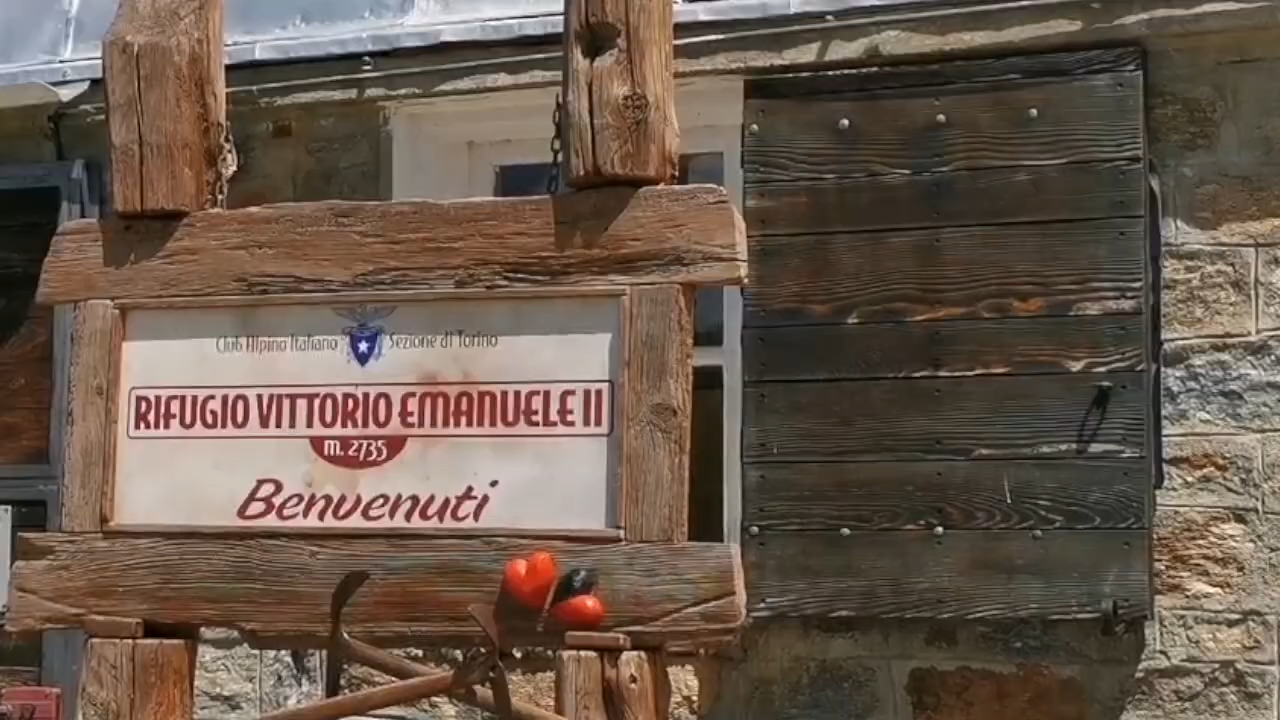 Club Alpino Italiano Sezione di Torino
RIFUGIO VITTORIO EMANUELE II
m. 2735
Benvenuti